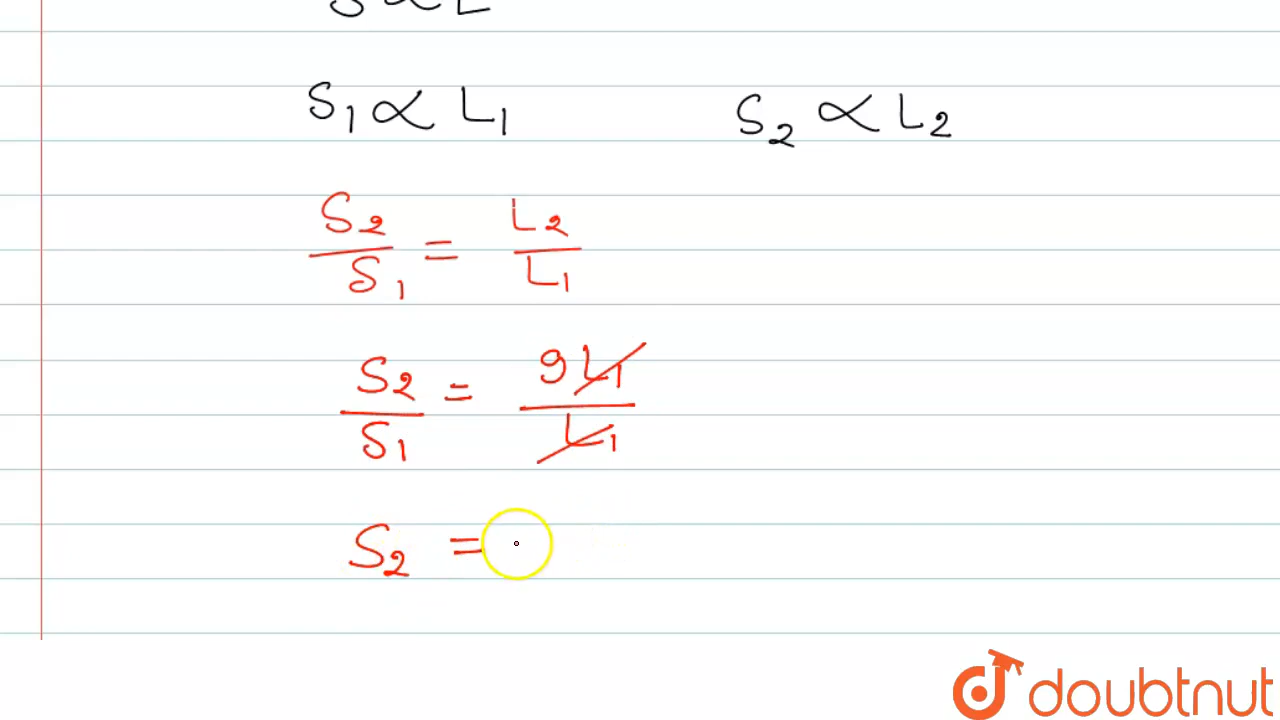 S ∝ L
S₁ ∝ L₁ S₂ ∝ L₂
S₂/S₁ = L₂/L₁
S₂/S₁ = 9L₁/L₁
S₂ =
doubtnut